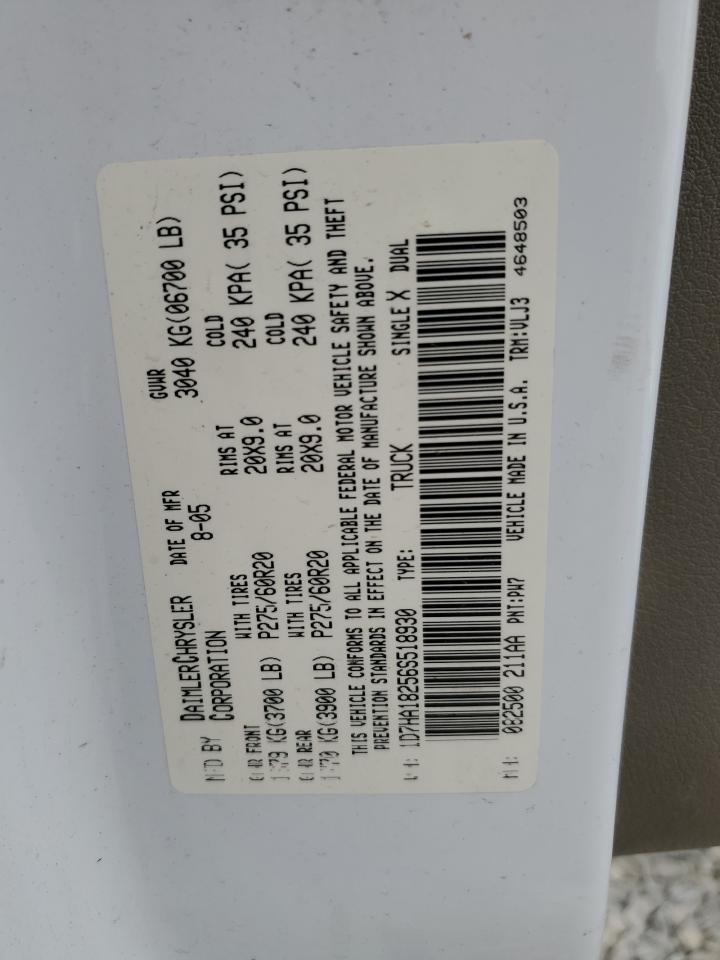 MFD BY DAIMLERCHRYSLER CORPORATION DATE OF MFR 8-05 GVWR 3040 KG(06700 LB)
FRONT WITH TIRES RIMS AT COLD
KG(3700 LB) P275/60R20 20X9.0 240 KPA( 35 PSI)
REAR WITH TIRES RIMS AT COLD
KG(3900 LB) P275/60R20 20X9.0 240 KPA( 35 PSI)
THIS VEHICLE CONFORMS TO ALL APPLICABLE FEDERAL MOTOR VEHICLE SAFETY AND THEFT
PREVENTION STANDARDS IN EFFECT ON THE DATE OF MANUFACTURE SHOWN ABOVE.
1D7HA18256S518930 TYPE: TRUCK SINGLE X DUAL
062500 211AA PNT:PW7 VEHICLE MADE IN U.S.A. TRM:VLJ3 4648503